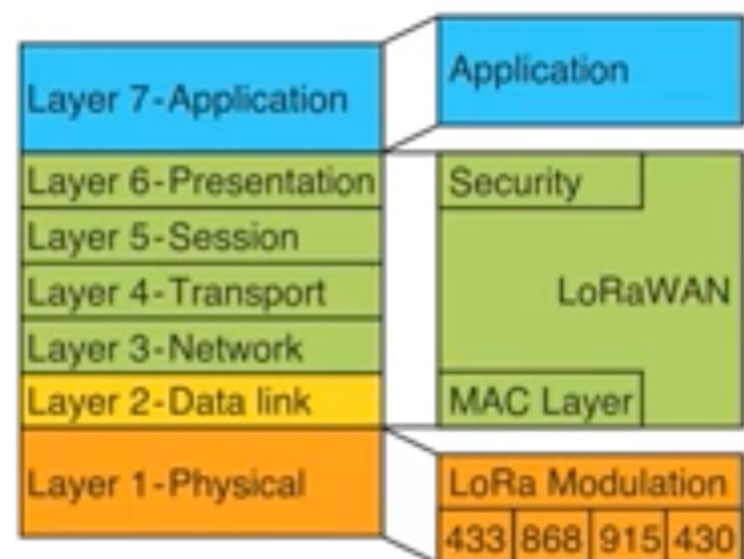 Layer 7-Application
Layer 6-Presentation
Layer 5-Session
Layer 4-Transport
Layer 3-Network
Layer 2-Data link
Layer 1-Physical
Application
Security
LoRaWAN
MAC Layer
LoRa Modulation
433 868 915 430